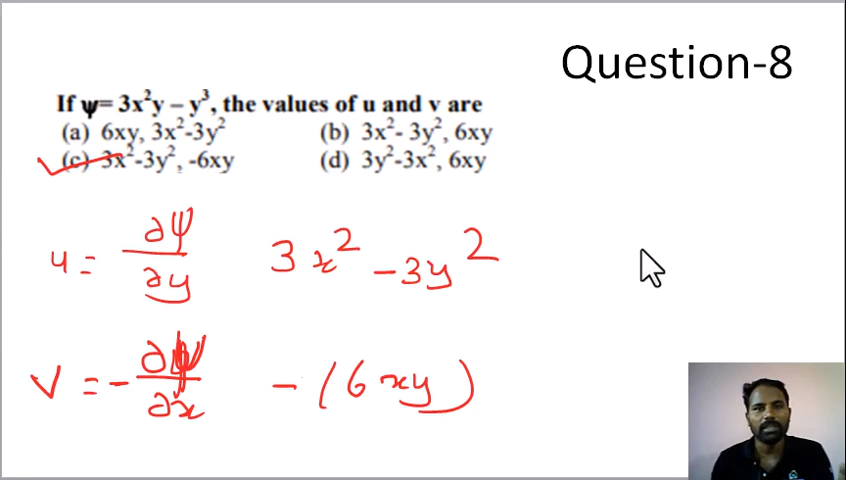 Question-8
If ψ= 3x²y – y³, the values of u and v are
(a) 6xy, 3x²-3y²    (b) 3x²- 3y², 6xy
(c) 3x²-3y², -6xy    (d) 3y²-3x², 6xy
u = ∂ψ/∂y    3x² -3y²
v = -∂ψ/∂x    -(6xy)